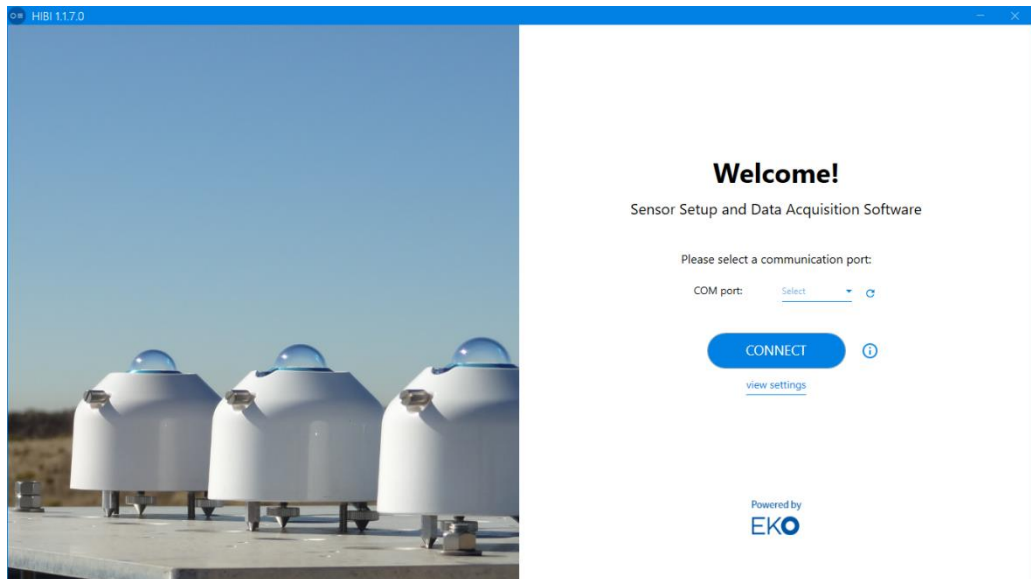 HIBI 1.1.7.0
Welcome!
Sensor Setup and Data Acquisition Software
Please select a communication port:
COM port: Select
CONNECT
view settings
Powered by
EKO